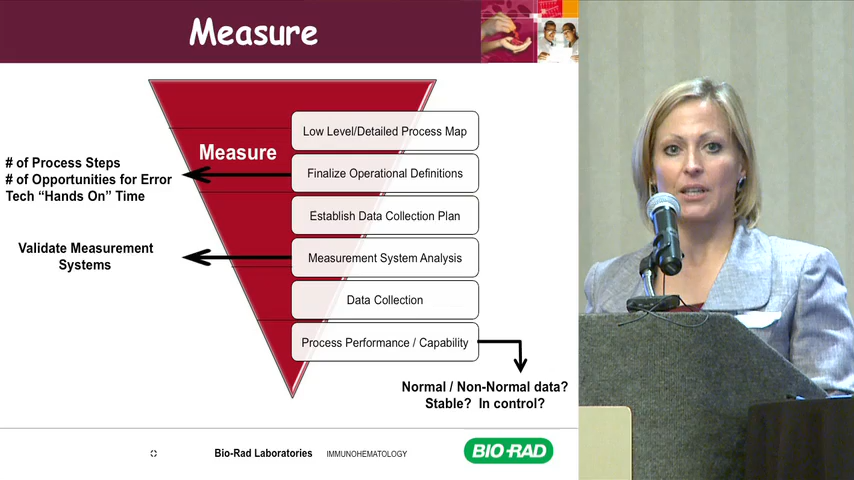 Measure
Measure
Low Level/Detailed Process Map
Finalize Operational Definitions
Establish Data Collection Plan
Measurement System Analysis
Data Collection
Process Performance / Capability
# of Process Steps
# of Opportunities for Error
Tech “Hands On” Time
Validate Measurement
Systems
Normal / Non-Normal data?
Stable? In control?
Bio-Rad Laboratories IMMUNOHEMATOLOGY
BIO-RAD